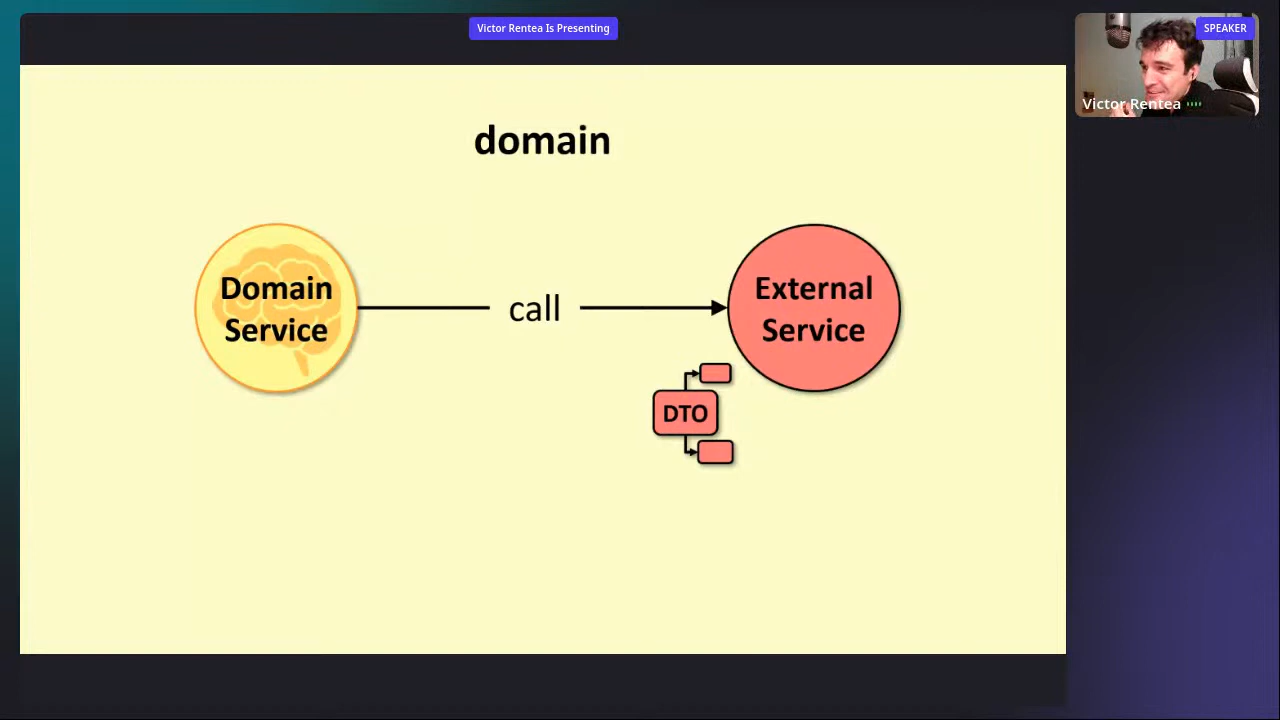 Victor Rentea Is Presenting
SPEAKER
Victor Rentea
domain
Domain
Service
call
External
Service
DTO